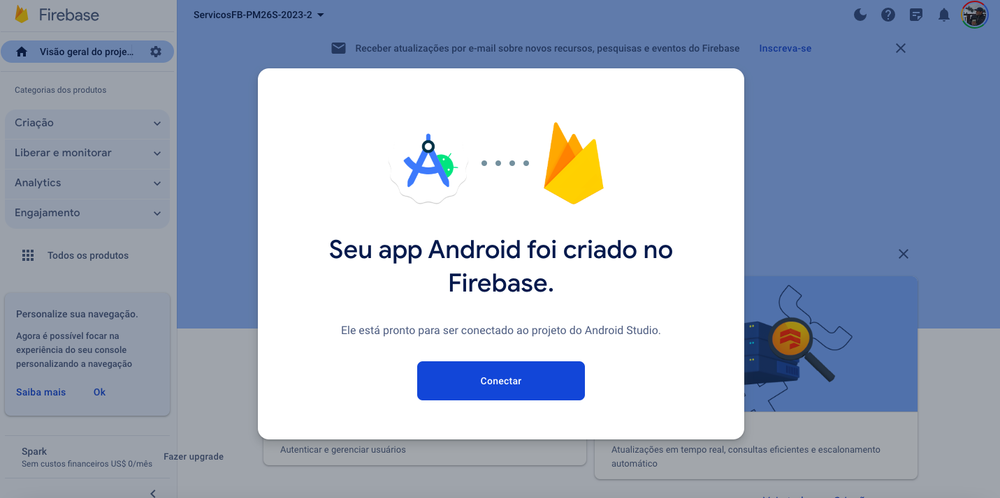 Firebase
ServicosFB-PM26S-2023-2
Visão geral do proje...
Receber atualizações por e-mail sobre novos recursos, pesquisas e eventos do Firebase
Inscreva-se
Categorias dos produtos
Criação
Liberar e monitorar
Analytics
Engajamento
Todos os produtos
Personalize sua navegação.
Agora é possível focar na
experiência do seu console
personalizando a navegação
Saiba mais
Ok
Spark
Sem custos financeiros US$ 0/mês
Fazer upgrade
Seu app Android foi criado no
Firebase.
Ele está pronto para ser conectado ao projeto do Android Studio.
Conectar
Autenticar e gerenciar usuários
Atualizações em tempo real, consultas eficientes e escalonamento
automático